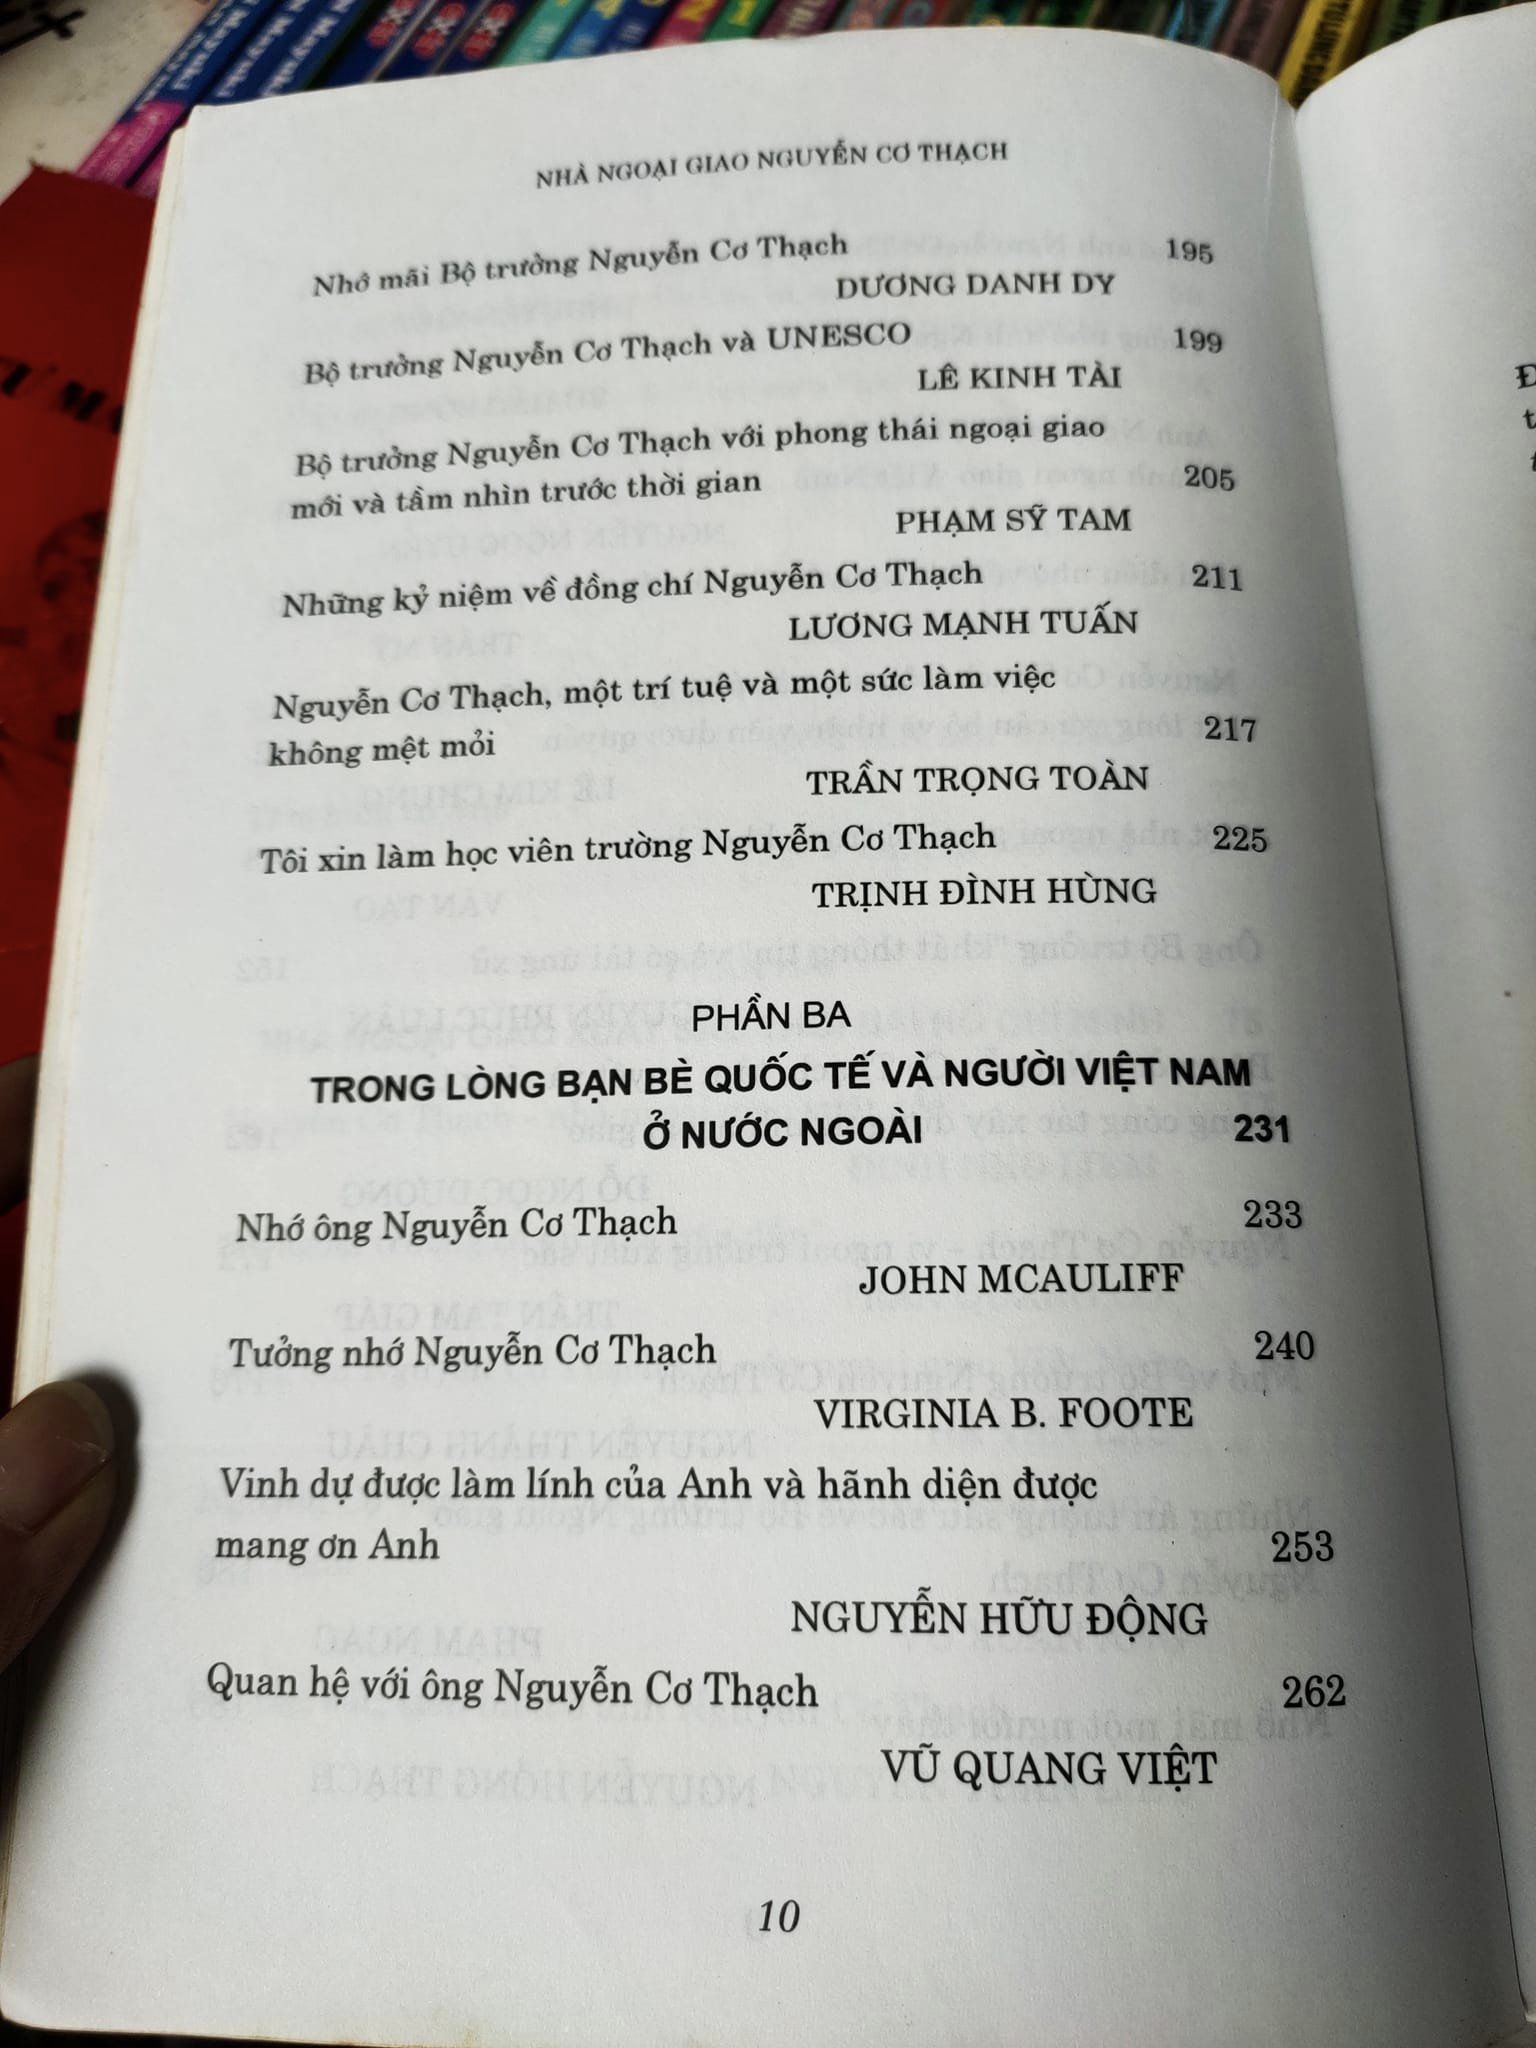 NHÀ NGOẠI GIAO NGUYỄN CƠ THẠCH
Nhớ mãi Bộ trưởng Nguyễn Cơ Thạch 195
DƯƠNG DANH DY
Bộ trưởng Nguyễn Cơ Thạch và UNESCO 199
LÊ KINH TÀI
Bộ trưởng Nguyễn Cơ Thạch với phong thái ngoại giao
mới và tầm nhìn trước thời gian 205
PHẠM SỸ TAM
Những kỷ niệm về đồng chí Nguyễn Cơ Thạch 211
LƯƠNG MẠNH TUẤN
Nguyễn Cơ Thạch, một trí tuệ và một sức làm việc
không mệt mỏi 217
TRẦN TRỌNG TOÀN
Tôi xin làm học viên trường Nguyễn Cơ Thạch 225
TRỊNH ĐÌNH HÙNG
PHẦN BA
TRONG LÒNG BẠN BÈ QUỐC TẾ VÀ NGƯỜI VIỆT NAM
Ở NƯỚC NGOÀI 231
Nhớ ông Nguyễn Cơ Thạch 233
JOHN MCAULIFF
Tưởng nhớ Nguyễn Cơ Thạch 240
VIRGINIA B. FOOTE
Vinh dự được làm lính của Anh và hãnh diện được
mang ơn Anh 253
NGUYỄN HỮU ĐỘNG
Quan hệ với ông Nguyễn Cơ Thạch 262
VŨ QUANG VIỆT
10